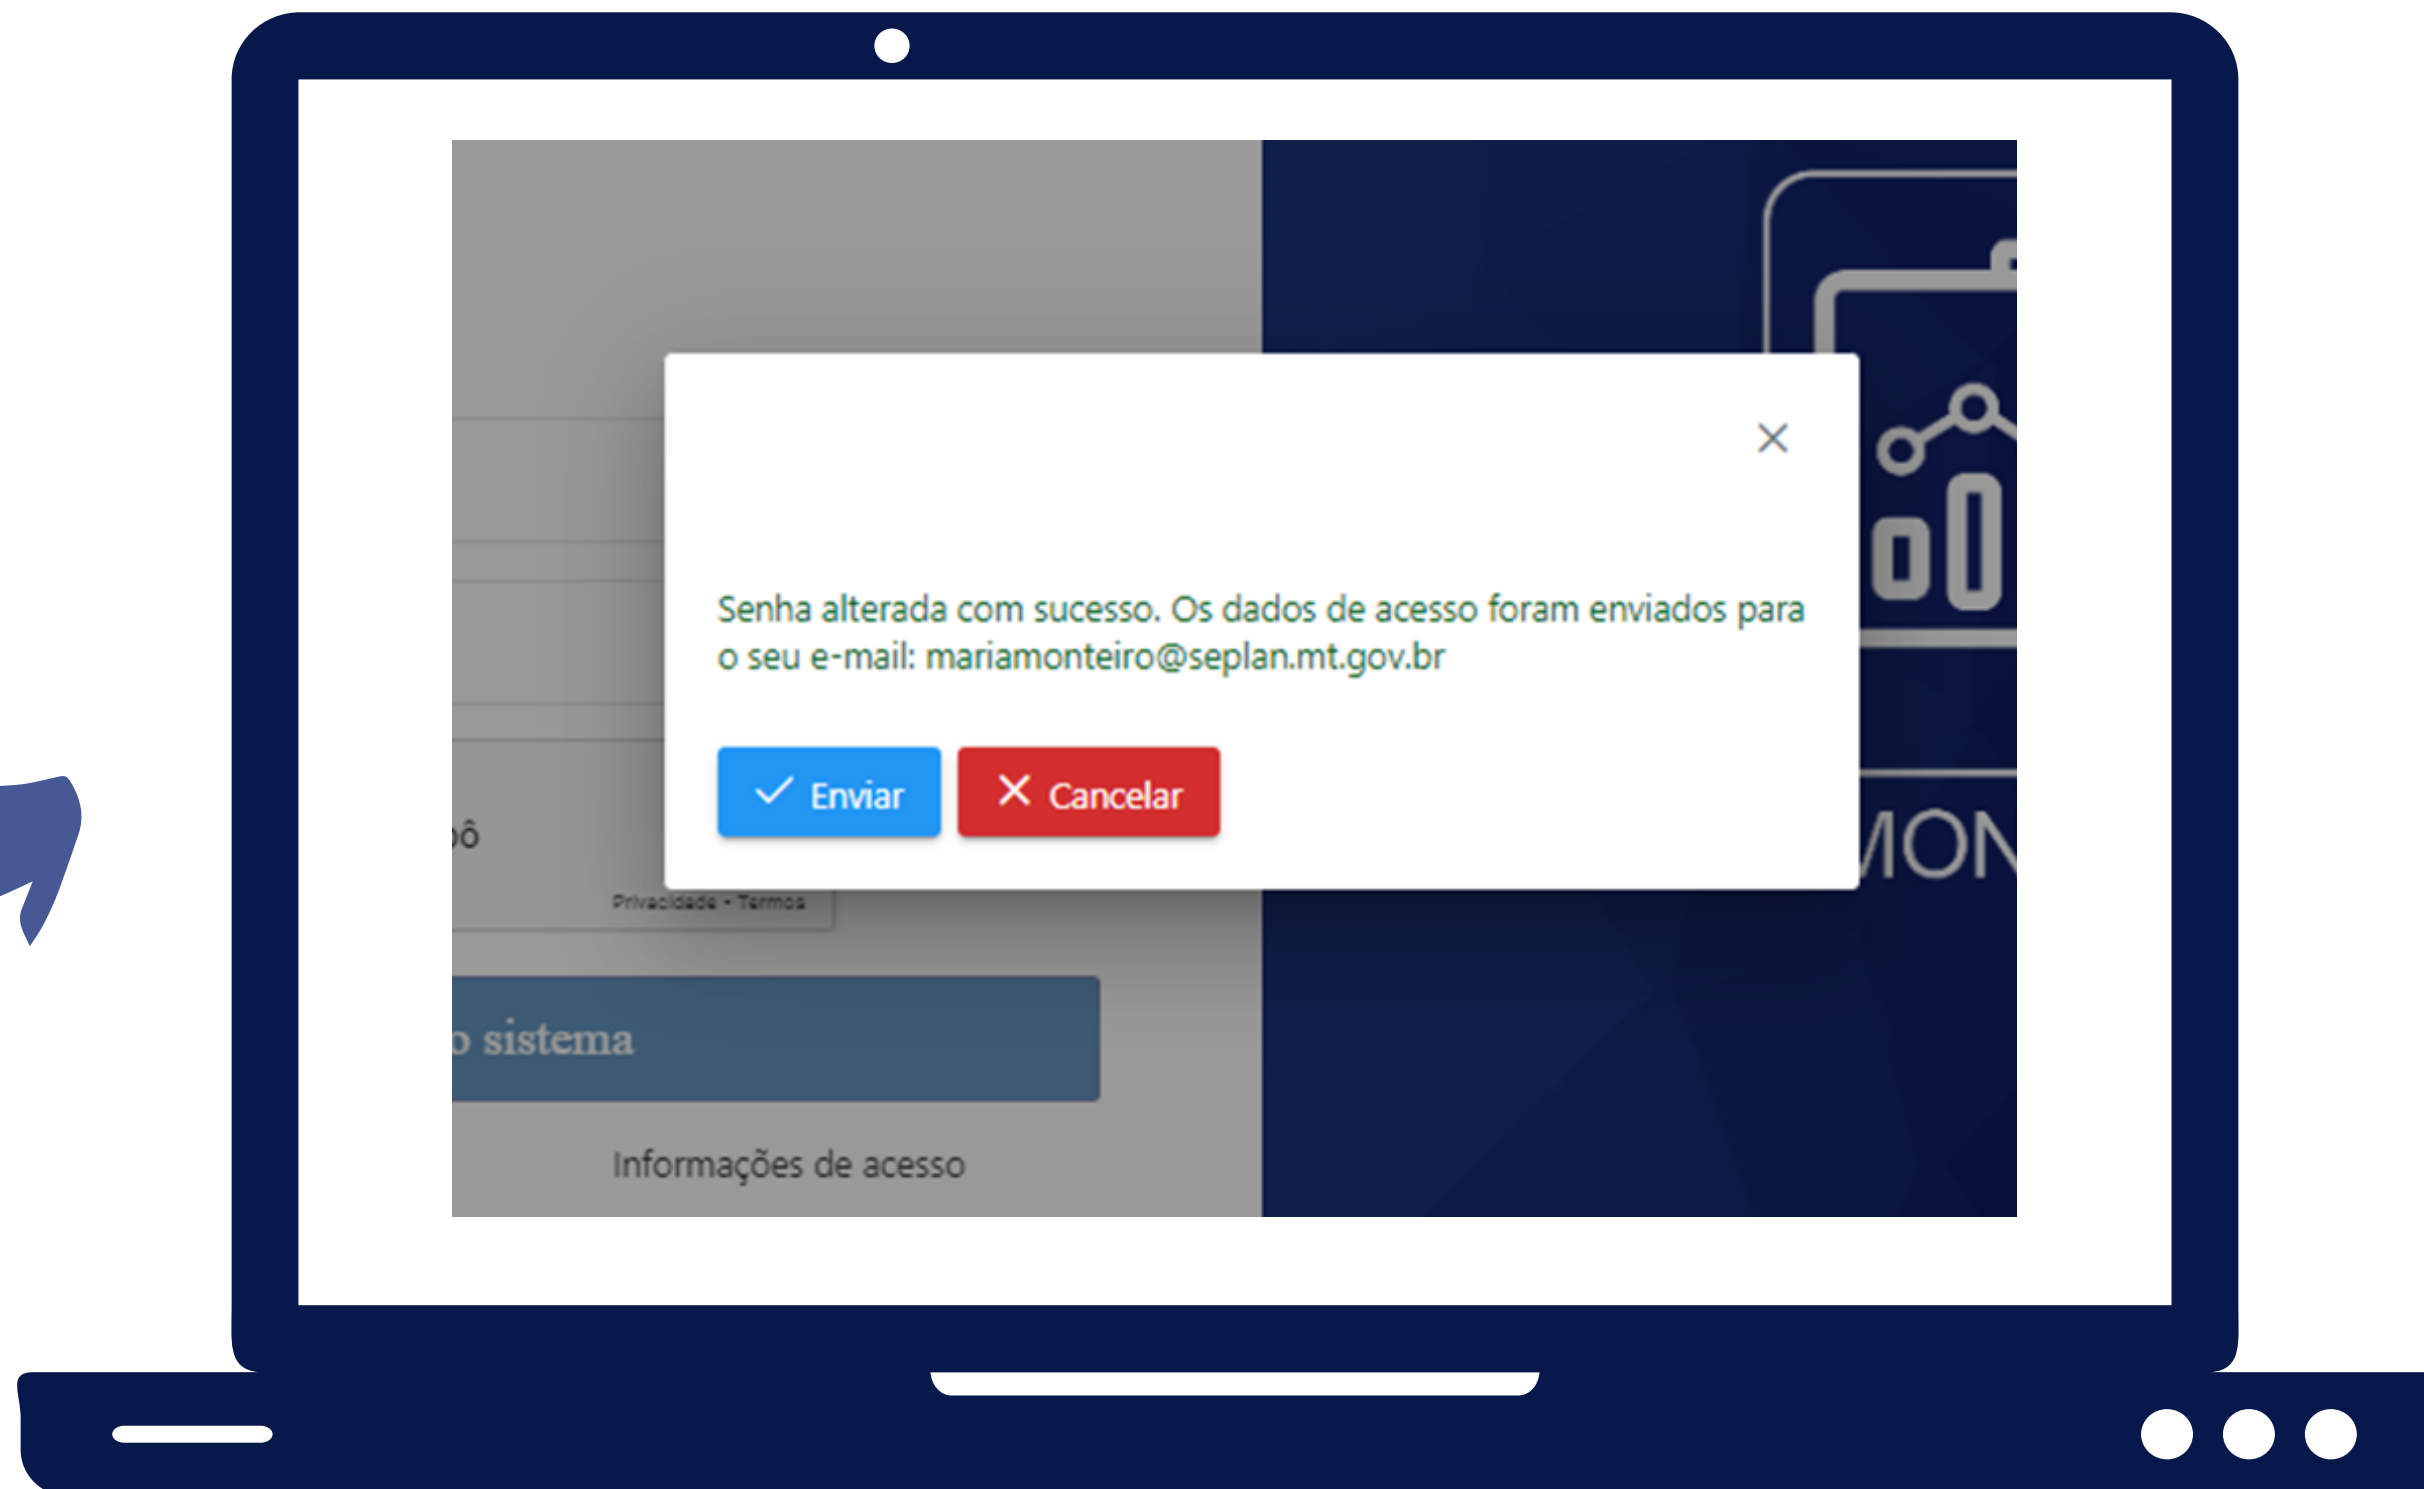 Senha alterada com sucesso. Os dados de acesso foram enviados para
o seu e-mail: mariamonteiro@seplan.mt.gov.br
Enviar
Cancelar
Privacidade - Termos
o sistema
Informações de acesso